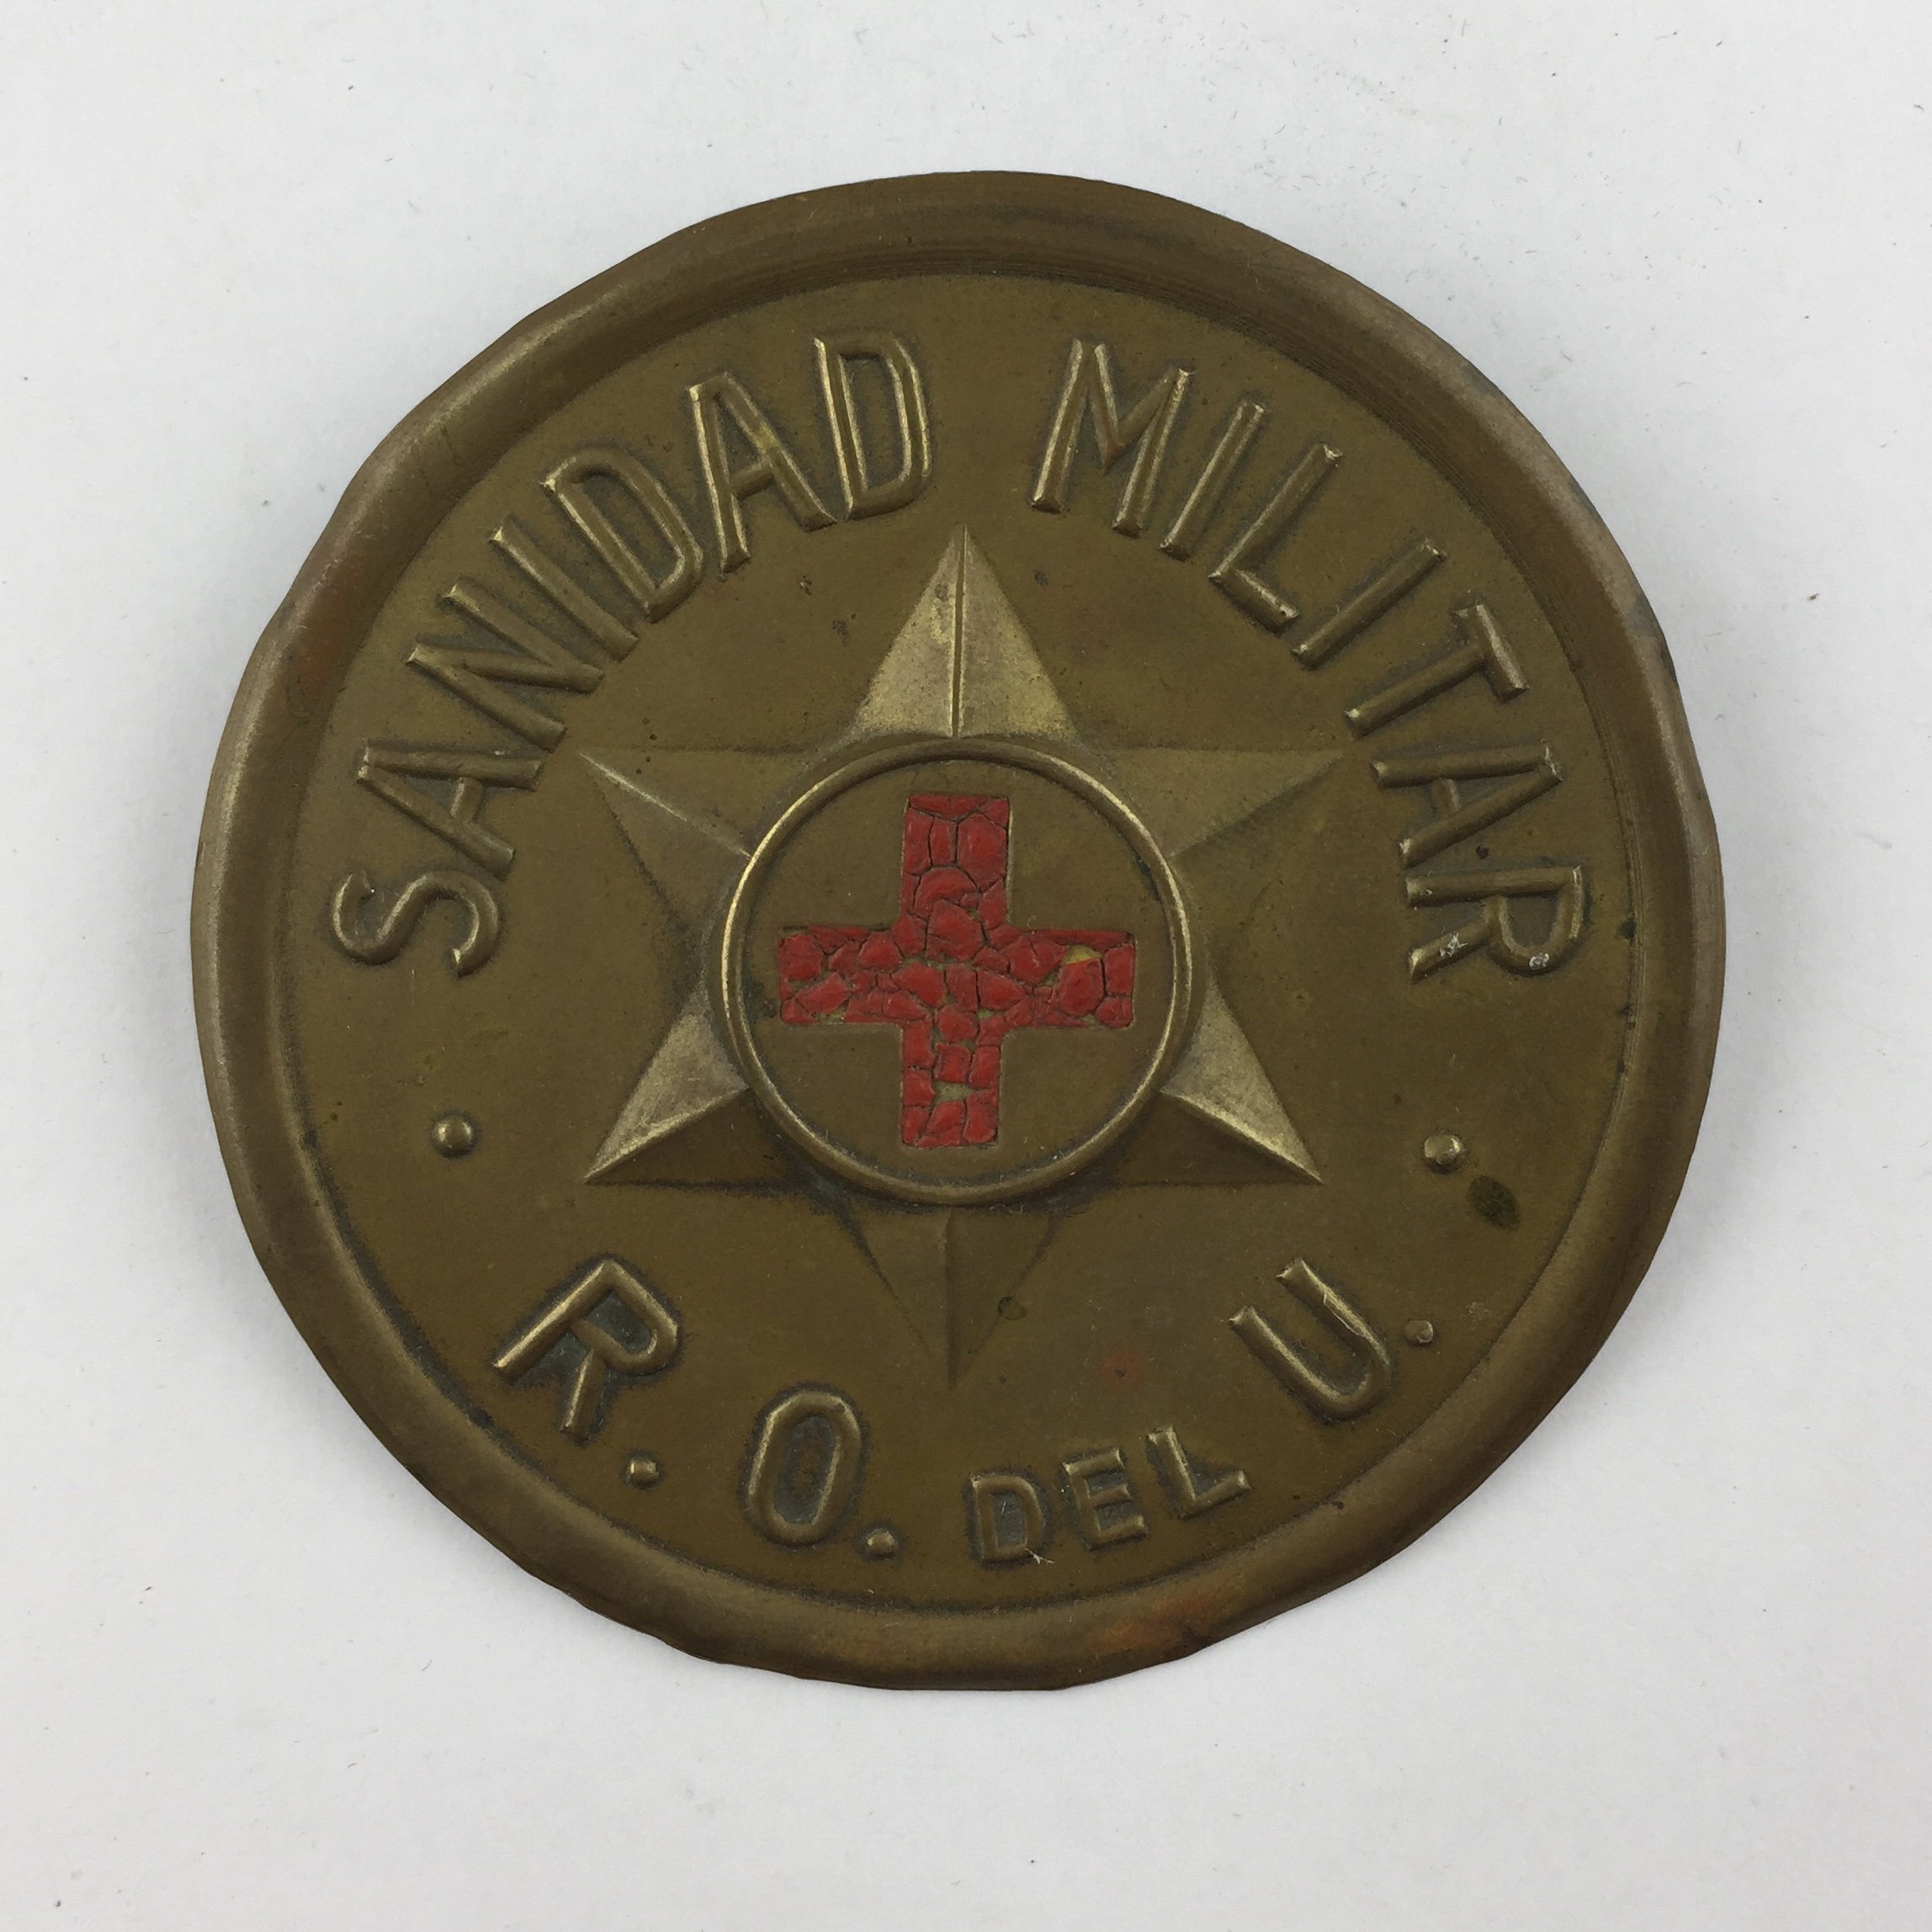 SANIDAD MILITAR
R. O. DEL U.